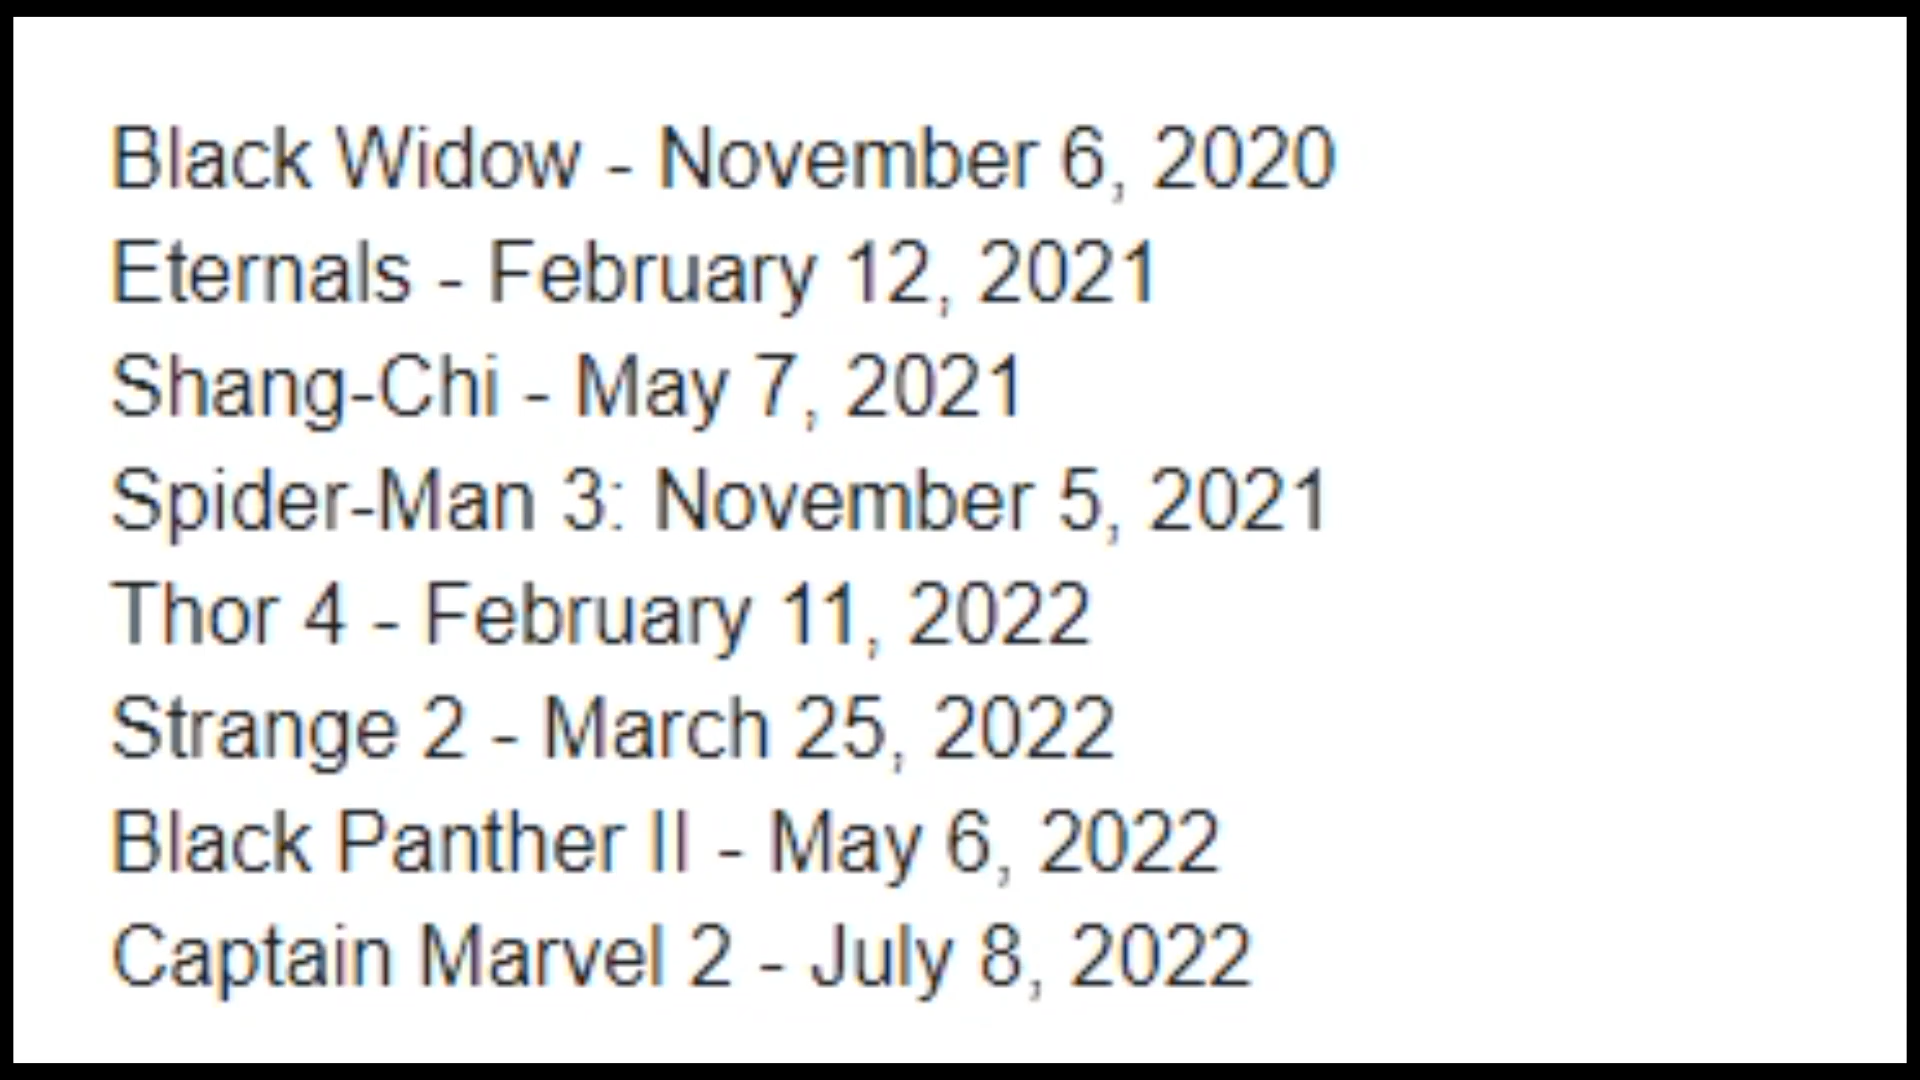 Black Widow - November 6, 2020
Eternals - February 12, 2021
Shang-Chi - May 7, 2021
Spider-Man 3: November 5, 2021
Thor 4 - February 11, 2022
Strange 2 - March 25, 2022
Black Panther II - May 6, 2022
Captain Marvel 2 - July 8, 2022